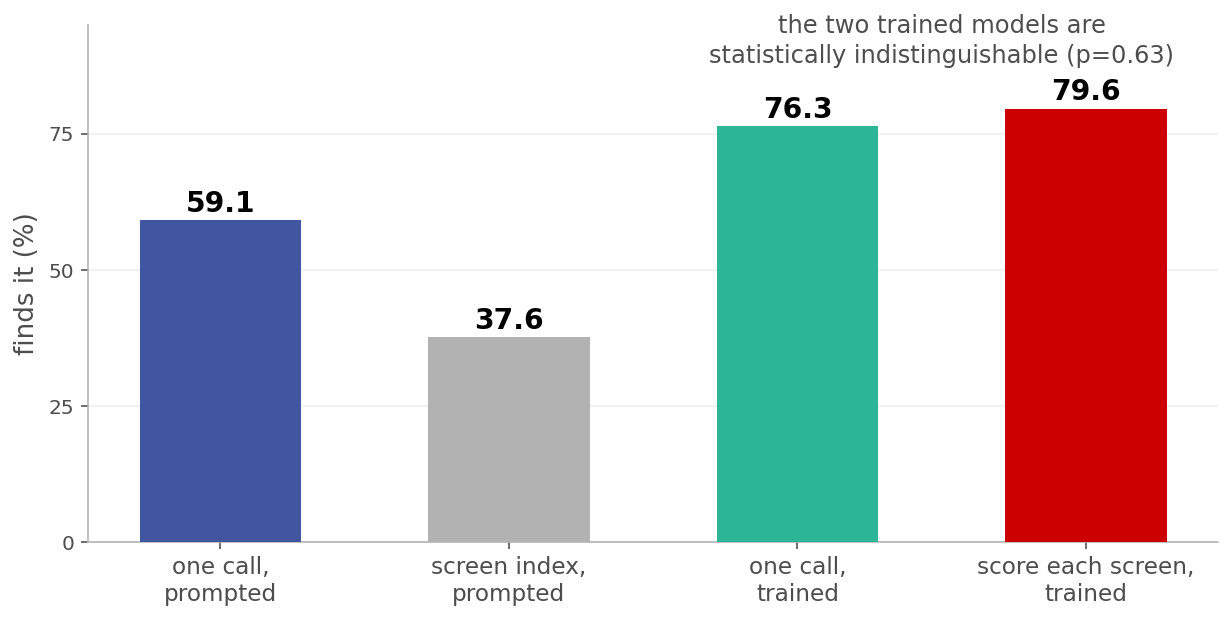 the two trained models are
statistically indistinguishable (p=0.63)
79.6
76.3
75
59.1
finds it (%)
50
37.6
25
0
one call,
prompted
screen index,
prompted
one call,
trained
score each screen,
trained